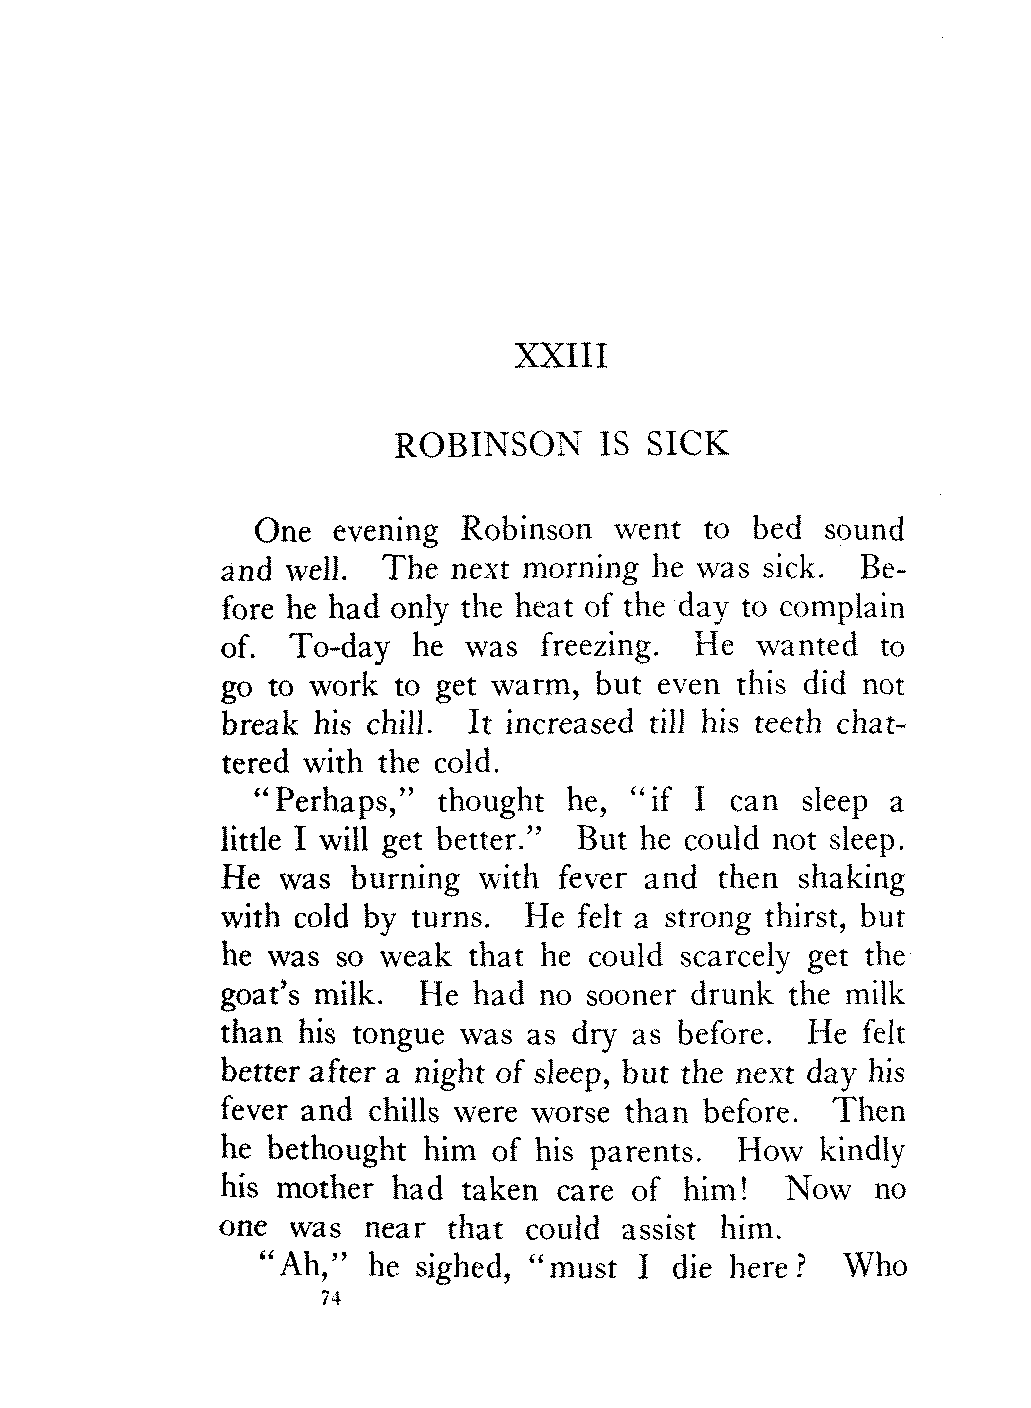 XXIII
ROBINSON IS SICK
One evening Robinson went to bed sound
and well. The next morning he was sick. Be-
fore he had only the heat of the day to complain
of. To-day he was freezing. He wanted to
go to work to get warm, but even this did not
break his chill. It increased till his teeth chat-
tered with the cold.
"Perhaps," thought he, "if I can sleep a
little I will get better." But he could not sleep.
He was burning with fever and then shaking
with cold by turns. He felt a strong thirst, but
he was so weak that he could scarcely get the
goat's milk. He had no sooner drunk the milk
than his tongue was as dry as before. He felt
better after a night of sleep, but the next day his
fever and chills were worse than before. Then
he bethought him of his parents. How kindly
his mother had taken care of him! Now no
one was near that could assist him.
"Ah," he sighed, "must I die here? Who
74